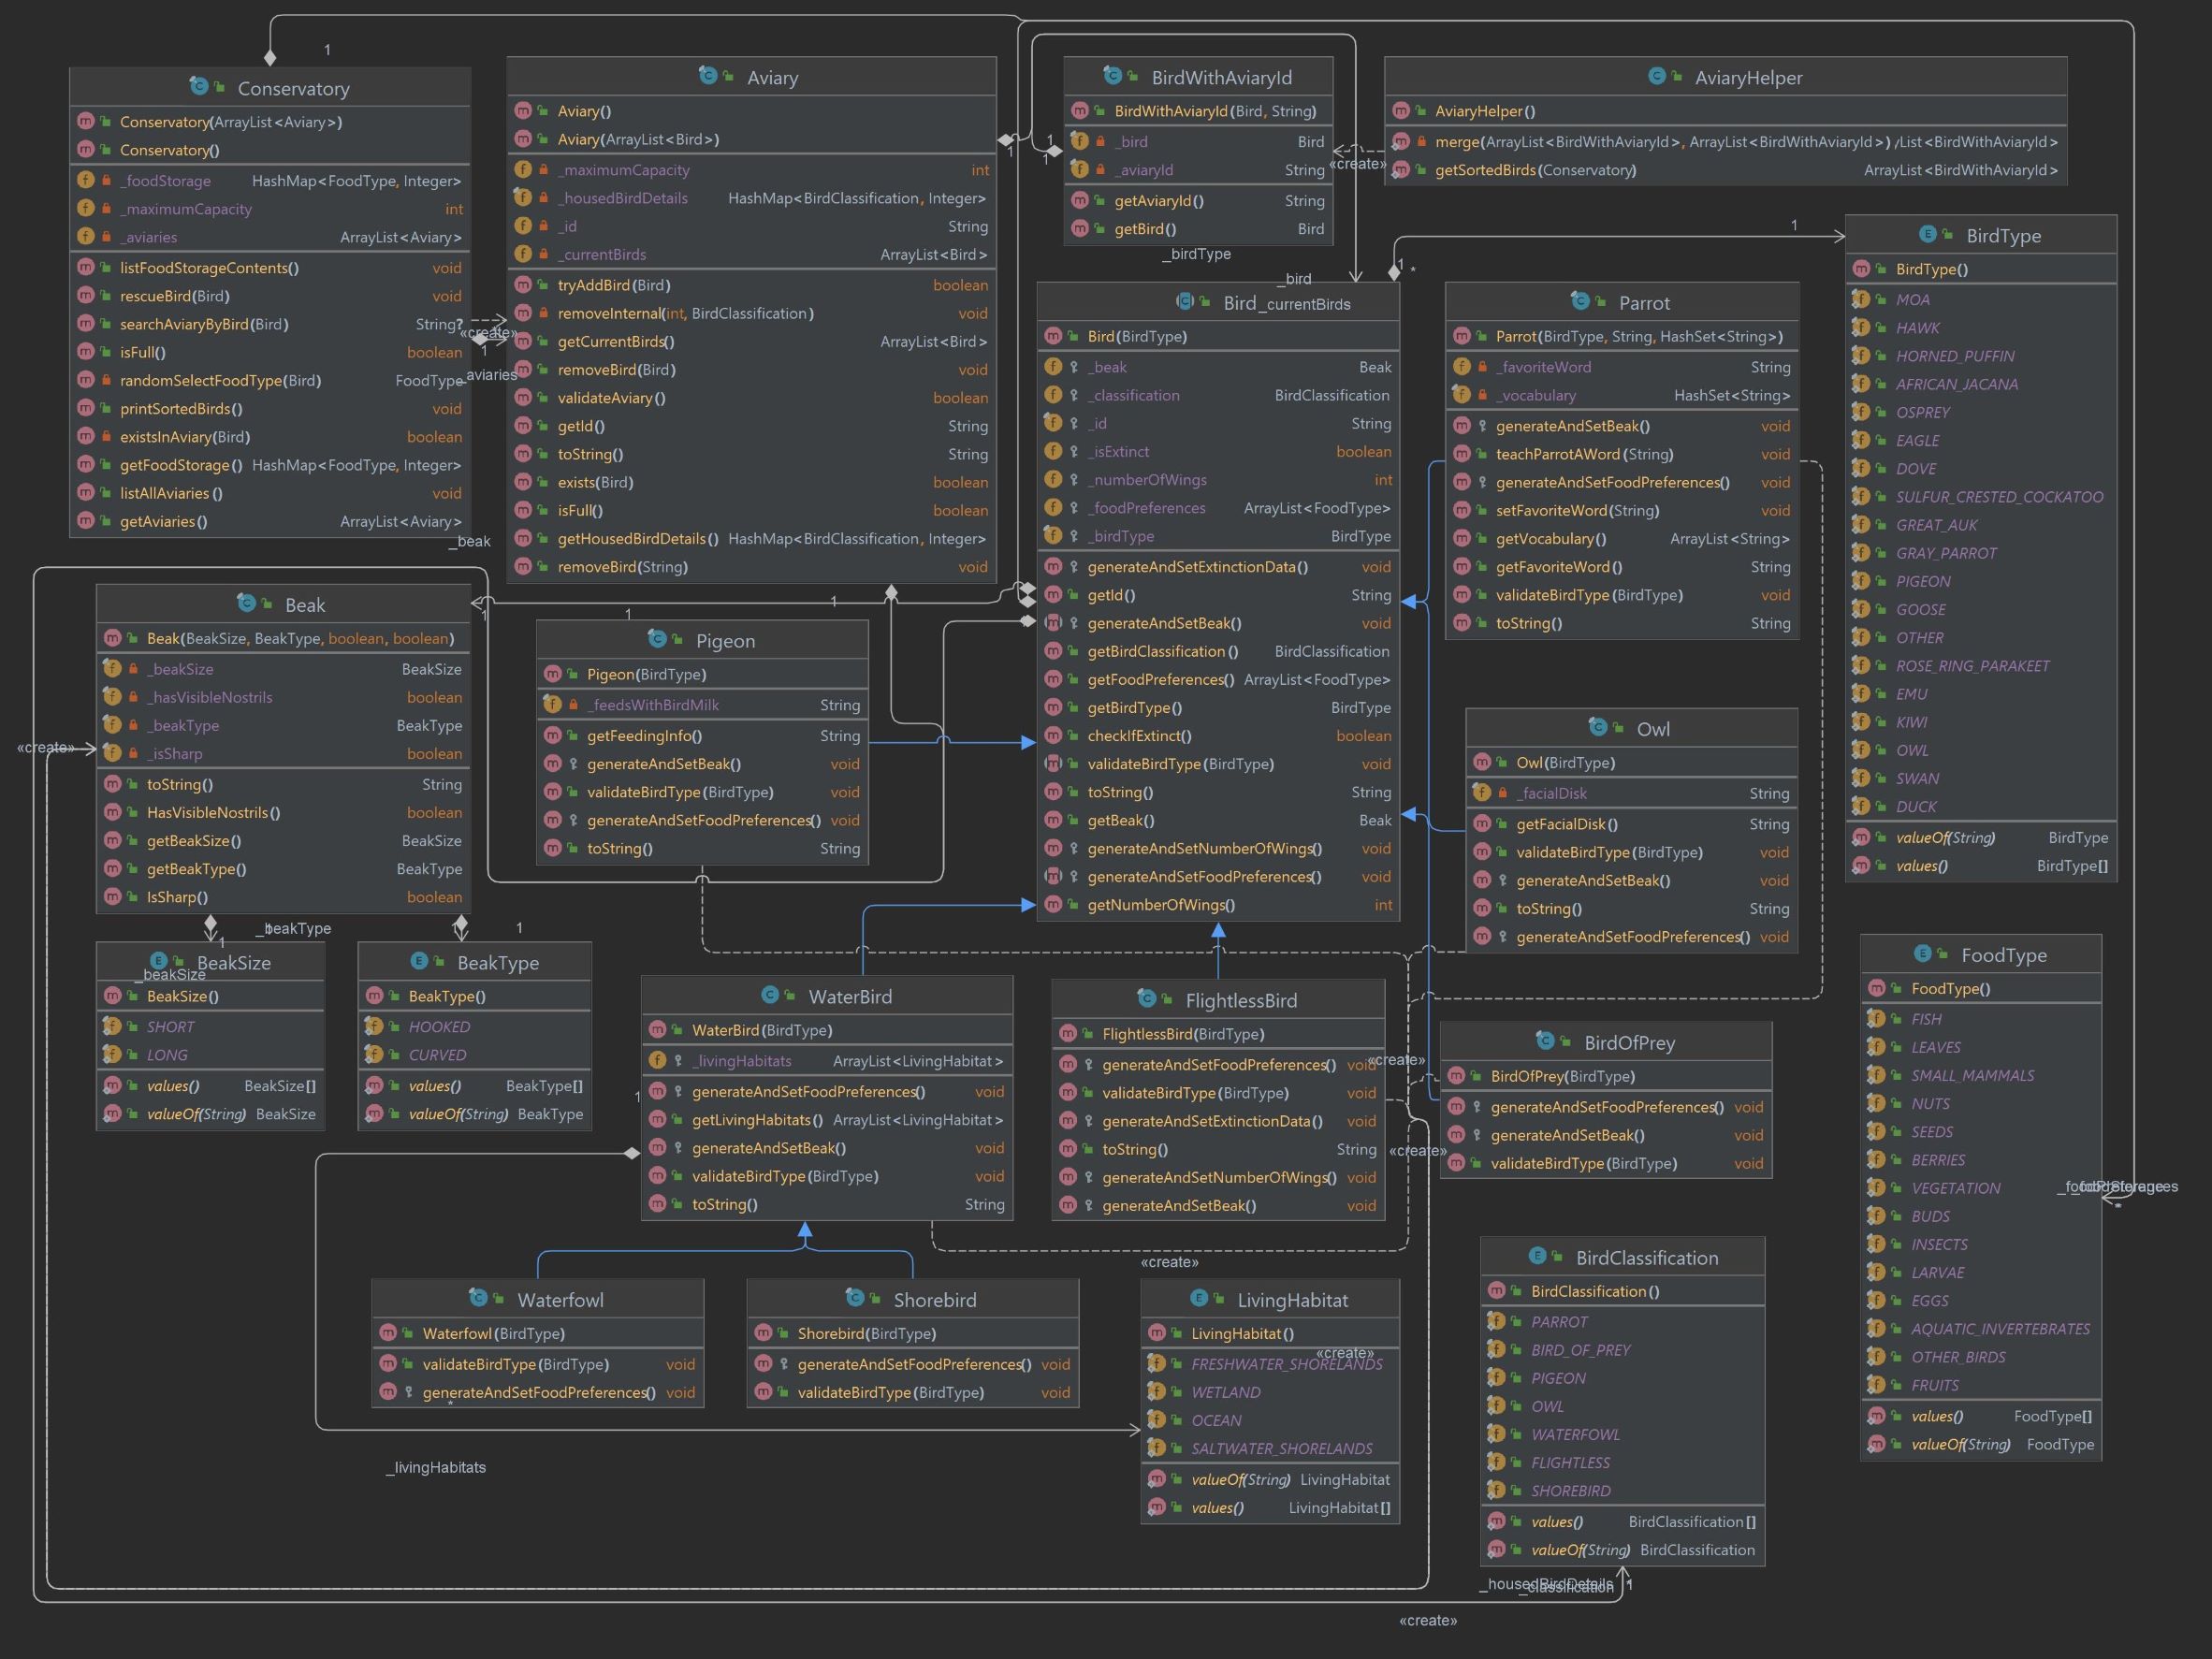 1
Conservatory
Conservatory(ArrayList<Aviary>)
Conservatory()
_foodStorage HashMap<FoodType, Integer>
_maximumCapacity int
_aviaries ArrayList<Aviary>
listFoodStorageContents() void
rescueBird(Bird) void
searchAviaryByBird(Bird) String?
isFull() boolean
randomSelectFoodType(Bird) FoodType
printSortedBirds() void
existsInAviary(Bird) boolean
getFoodStorage() HashMap<FoodType, Integer>
listAllAviaries() void
getAviaries() ArrayList<Aviary>
«create»
1
_aviaries
_beak
Aviary
Aviary()
Aviary(ArrayList<Bird>)
_maximumCapacity int
_housedBirdDetails HashMap<BirdClassification, Integer>
_id String
_currentBirds ArrayList<Bird>
tryAddBird(Bird) boolean
removeInternal(int, BirdClassification) void
getCurrentBirds() ArrayList<Bird>
removeBird(Bird) void
validateAviary() boolean
getId() String
toString() String
exists(Bird) boolean
isFull() boolean
getHousedBirdDetails() HashMap<BirdClassification, Integer>
removeBird(String) void
1
1
BirdWithAviaryId
BirdWithAviaryId(Bird, String)
_bird Bird
_aviaryId String
getAviaryId() String
getBird() Bird
_birdType
«create»
AviaryHelper
AviaryHelper()
merge(ArrayList<BirdWithAviaryId>, ArrayList<BirdWithAviaryId>) yList<BirdWithAviaryId>
getSortedBirds(Conservatory) ArrayList<BirdWithAviaryId>
1
1
*
_bird
Bird
_currentBirds
Bird(BirdType)
_beak Beak
_classification BirdClassification
_id String
_isExtinct boolean
_numberOfWings int
_foodPreferences ArrayList<FoodType>
_birdType BirdType
generateAndSetExtinctionData() void
getId() String
generateAndSetBeak() void
getBirdClassification() BirdClassification
getFoodPreferences() ArrayList<FoodType>
getBirdType() BirdType
checkIfExtinct() boolean
validateBirdType(BirdType) void
toString() String
getBeak() Beak
generateAndSetNumberOfWings() void
generateAndSetFoodPreferences() void
getNumberOfWings() int
Parrot
Parrot(BirdType, String, HashSet<String>)
_favoriteWord String
_vocabulary HashSet<String>
generateAndSetBeak() void
teachParrotAWord(String) void
generateAndSetFoodPreferences() void
setFavoriteWord(String) void
getVocabulary() ArrayList<String>
getFavoriteWord() String
validateBirdType(BirdType) void
toString() String
BirdType
BirdType()
MOA
HAWK
HORNED_PUFFIN
AFRICAN_JACANA
OSPREY
EAGLE
DOVE
SULFUR_CRESTED_COCKATOO
GREAT_AUK
GRAY_PARROT
PIGEON
GOOSE
OTHER
ROSE_RING_PARAKEET
EMU
KIWI
OWL
SWAN
DUCK
valueOf(String) BirdType
values() BirdType[]
Beak
Beak(BeakSize, BeakType, boolean, boolean)
_beakSize BeakSize
_hasVisibleNostrils boolean
_beakType BeakType
_isSharp boolean
toString() String
HasVisibleNostrils() boolean
getBeakSize() BeakSize
getBeakType() BeakType
IsSharp() boolean
«create»
1
1
1
Pigeon
Pigeon(BirdType)
_feedsWithBirdMilk String
getFeedingInfo() String
generateAndSetBeak() void
validateBirdType(BirdType) void
generateAndSetFoodPreferences() void
toString() String
Owl
Owl(BirdType)
_facialDisk String
getFacialDisk() String
validateBirdType(BirdType) void
generateAndSetBeak() void
toString() String
generateAndSetFoodPreferences() void
_beakType
1
1
1
BeakSize
_beakSize
BeakSize()
SHORT
LONG
values() BeakSize[]
valueOf(String) BeakSize
BeakType
BeakType()
HOOKED
CURVED
values() BeakType[]
valueOf(String) BeakType
WaterBird
WaterBird(BirdType)
_livingHabitats ArrayList<LivingHabitat>
generateAndSetFoodPreferences() void
getLivingHabitats() ArrayList<LivingHabitat>
generateAndSetBeak() void
validateBirdType(BirdType) void
toString() String
1
FlightlessBird
FlightlessBird(BirdType)
generateAndSetFoodPreferences() void
validateBirdType(BirdType) void
generateAndSetExtinctionData() void
toString() String
generateAndSetNumberOfWings() void
generateAndSetBeak() void
«create»
«create»
BirdOfPrey
BirdOfPrey(BirdType)
generateAndSetFoodPreferences() void
generateAndSetBeak() void
validateBirdType(BirdType) void
FoodType
FoodType()
FISH
LEAVES
SMALL_MAMMALS
NUTS
SEEDS
BERRIES
VEGETATION
BUDS
INSECTS
LARVAE
EGGS
AQUATIC_INVERTEBRATES
OTHER_BIRDS
FRUITS
values() FoodType[]
valueOf(String) FoodType
*
Waterfowl
Waterfowl(BirdType)
validateBirdType(BirdType) void
generateAndSetFoodPreferences() void
*
_livingHabitats
Shorebird
Shorebird(BirdType)
generateAndSetFoodPreferences() void
validateBirdType(BirdType) void
«create»
LivingHabitat
LivingHabitat()
«create»
FRESHWATER_SHORELANDS
WETLAND
OCEAN
SALTWATER_SHORELANDS
valueOf(String) LivingHabitat
values() LivingHabitat[]
BirdClassification
BirdClassification()
PARROT
BIRD_OF_PREY
PIGEON
OWL
WATERFOWL
FLIGHTLESS
SHOREBIRD
values() BirdClassification[]
valueOf(String) BirdClassification
_housedBirdDetails
_classification
1
«create»